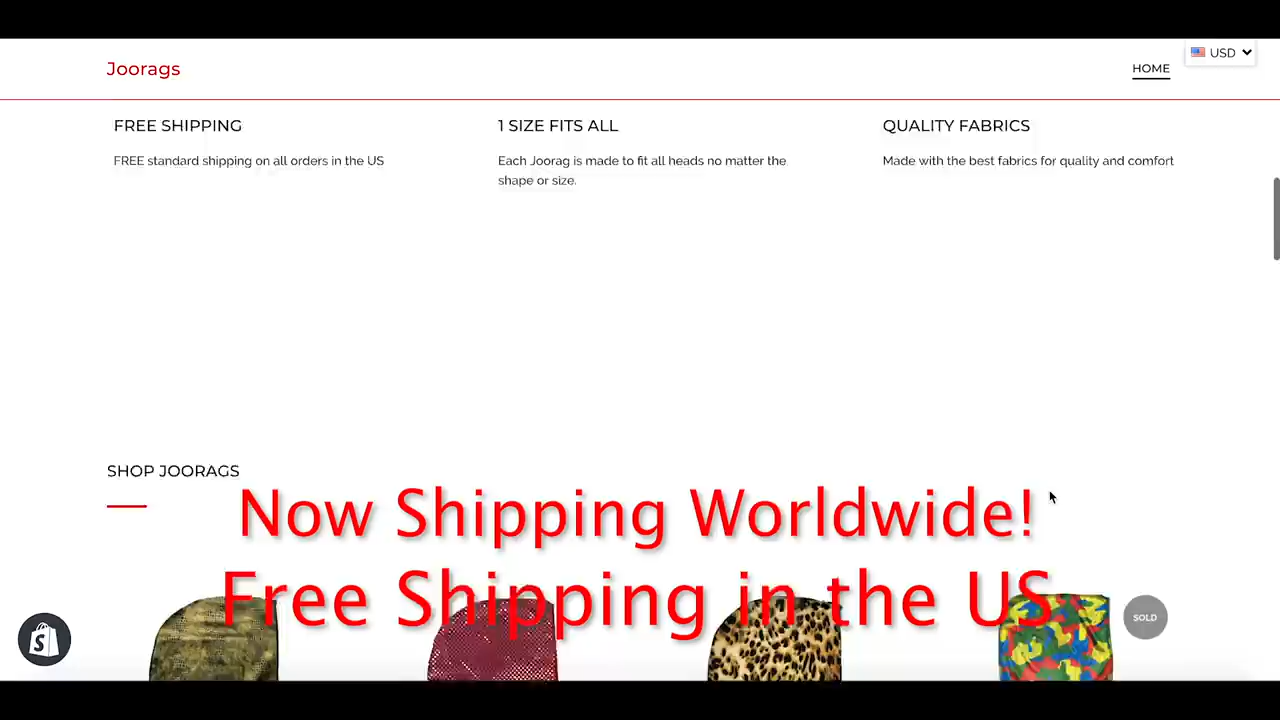 Joorags
HOME
USD
FREE SHIPPING
FREE standard shipping on all orders in the US
1 SIZE FITS ALL
Each Joorag is made to fit all heads no matter the
shape or size.
QUALITY FABRICS
Made with the best fabrics for quality and comfort
SHOP JOORAGS
Now Shipping Worldwide!
Free Shipping in the US
SOLD